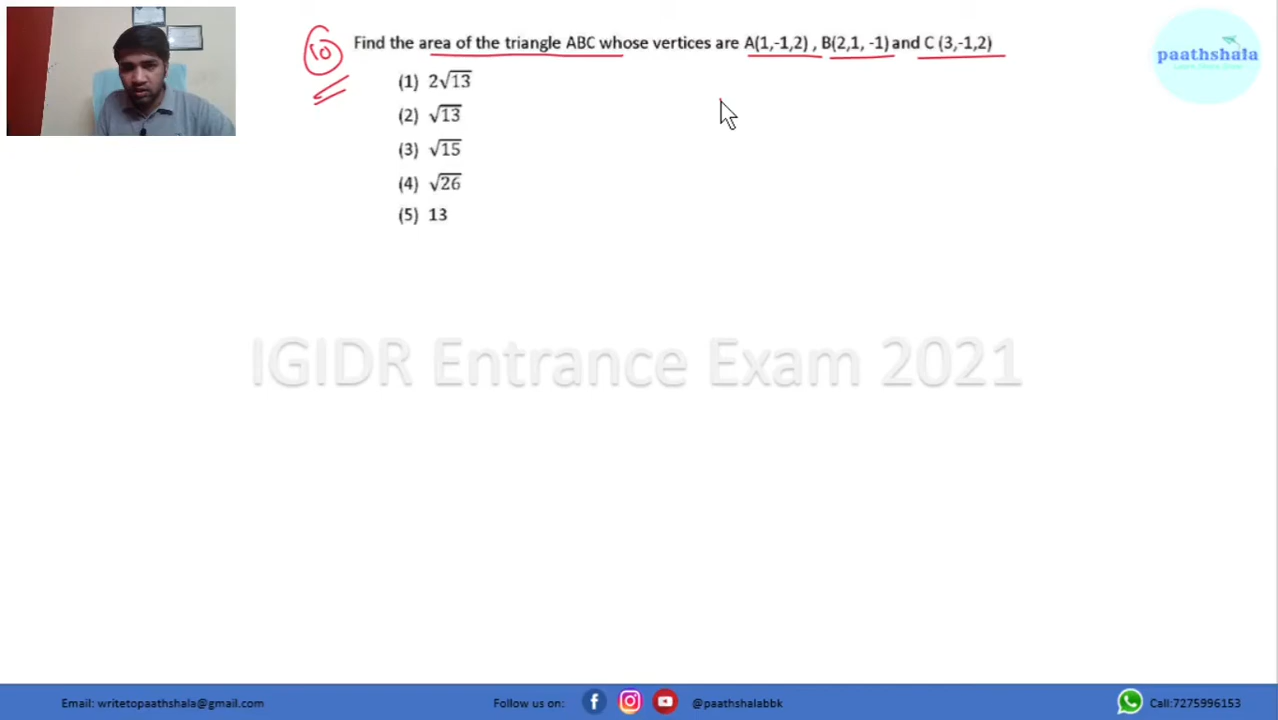 10 Find the area of the triangle ABC whose vertices are A(1,-1,2) , B(2,1, -1) and C (3,-1,2)
(1) 2√13
(2) √13
(3) √15
(4) √26
(5) 13
paathshala
IGIDR Entrance Exam 2021
Email: writetopaathshala@gmail.com Follow us on: @paathshalabbk Call:7275996153